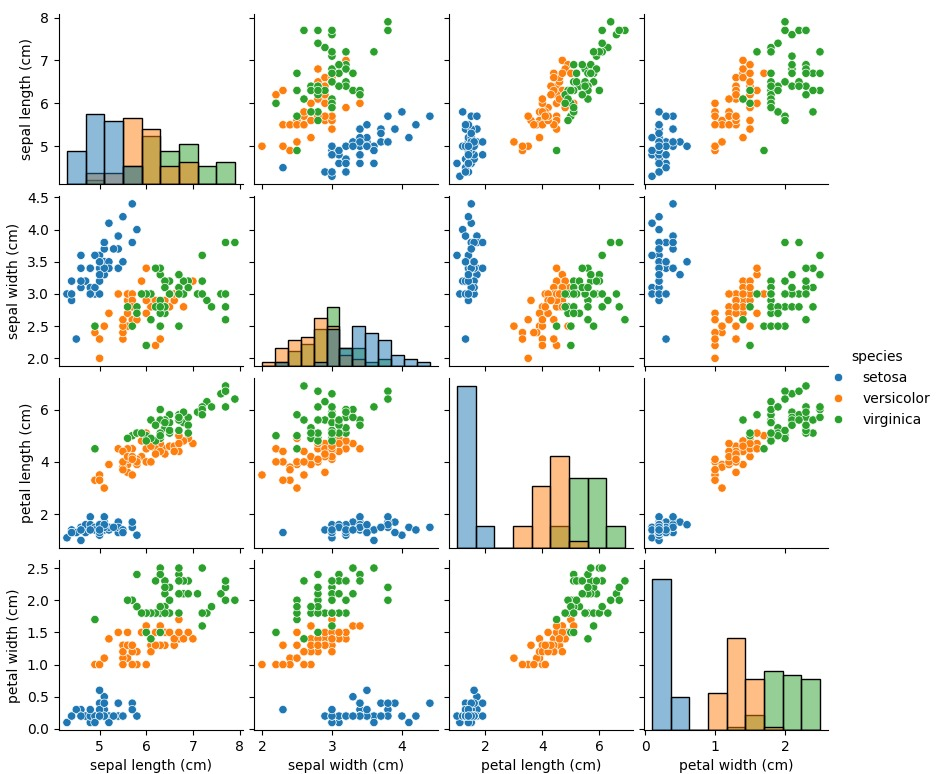 sepal length (cm)
8
7
6
5
sepal width (cm)
4.5
4.0
3.5
3.0
2.5
2.0
species
setosa
versicolor
virginica
petal length (cm)
6
4
2
petal width (cm)
2.5
2.0
1.5
1.0
0.5
0.0
5 6 7 8
2 3 4
2 4 6
0 1 2
sepal length (cm)
sepal width (cm)
petal length (cm)
petal width (cm)